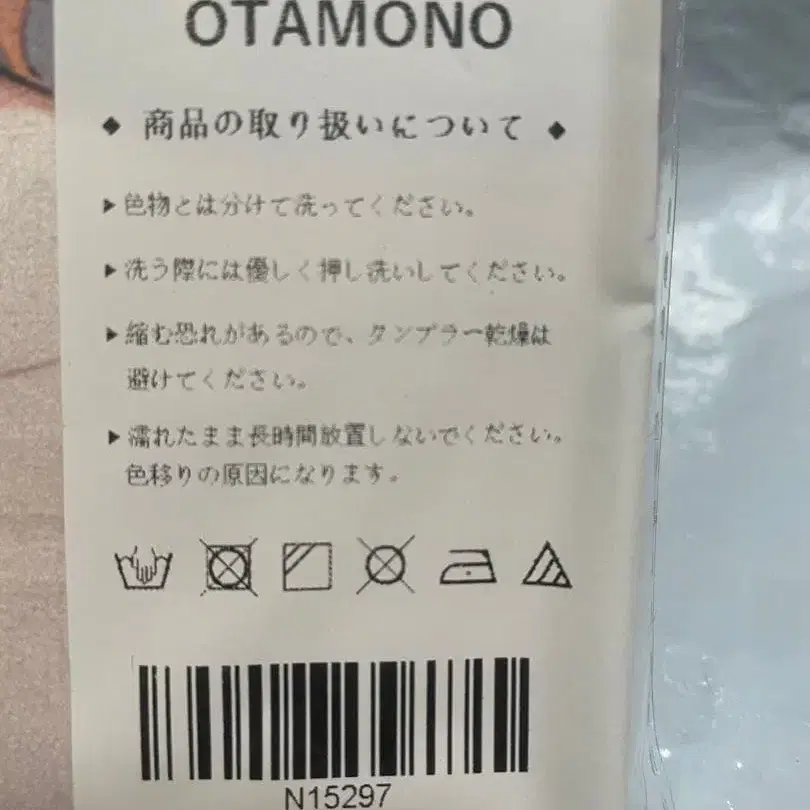 OTAMONO
◆ 商品の取り扱いについて ◆
▶色物とは分けて洗ってください。
▶洗う際には優しく押し洗いしてください。
▶縮む恐れがあるので、タンブラー乾燥は
避けてください。
▶濡れたまま長時間放置しないでください。
色移りの原因になります。
N15297